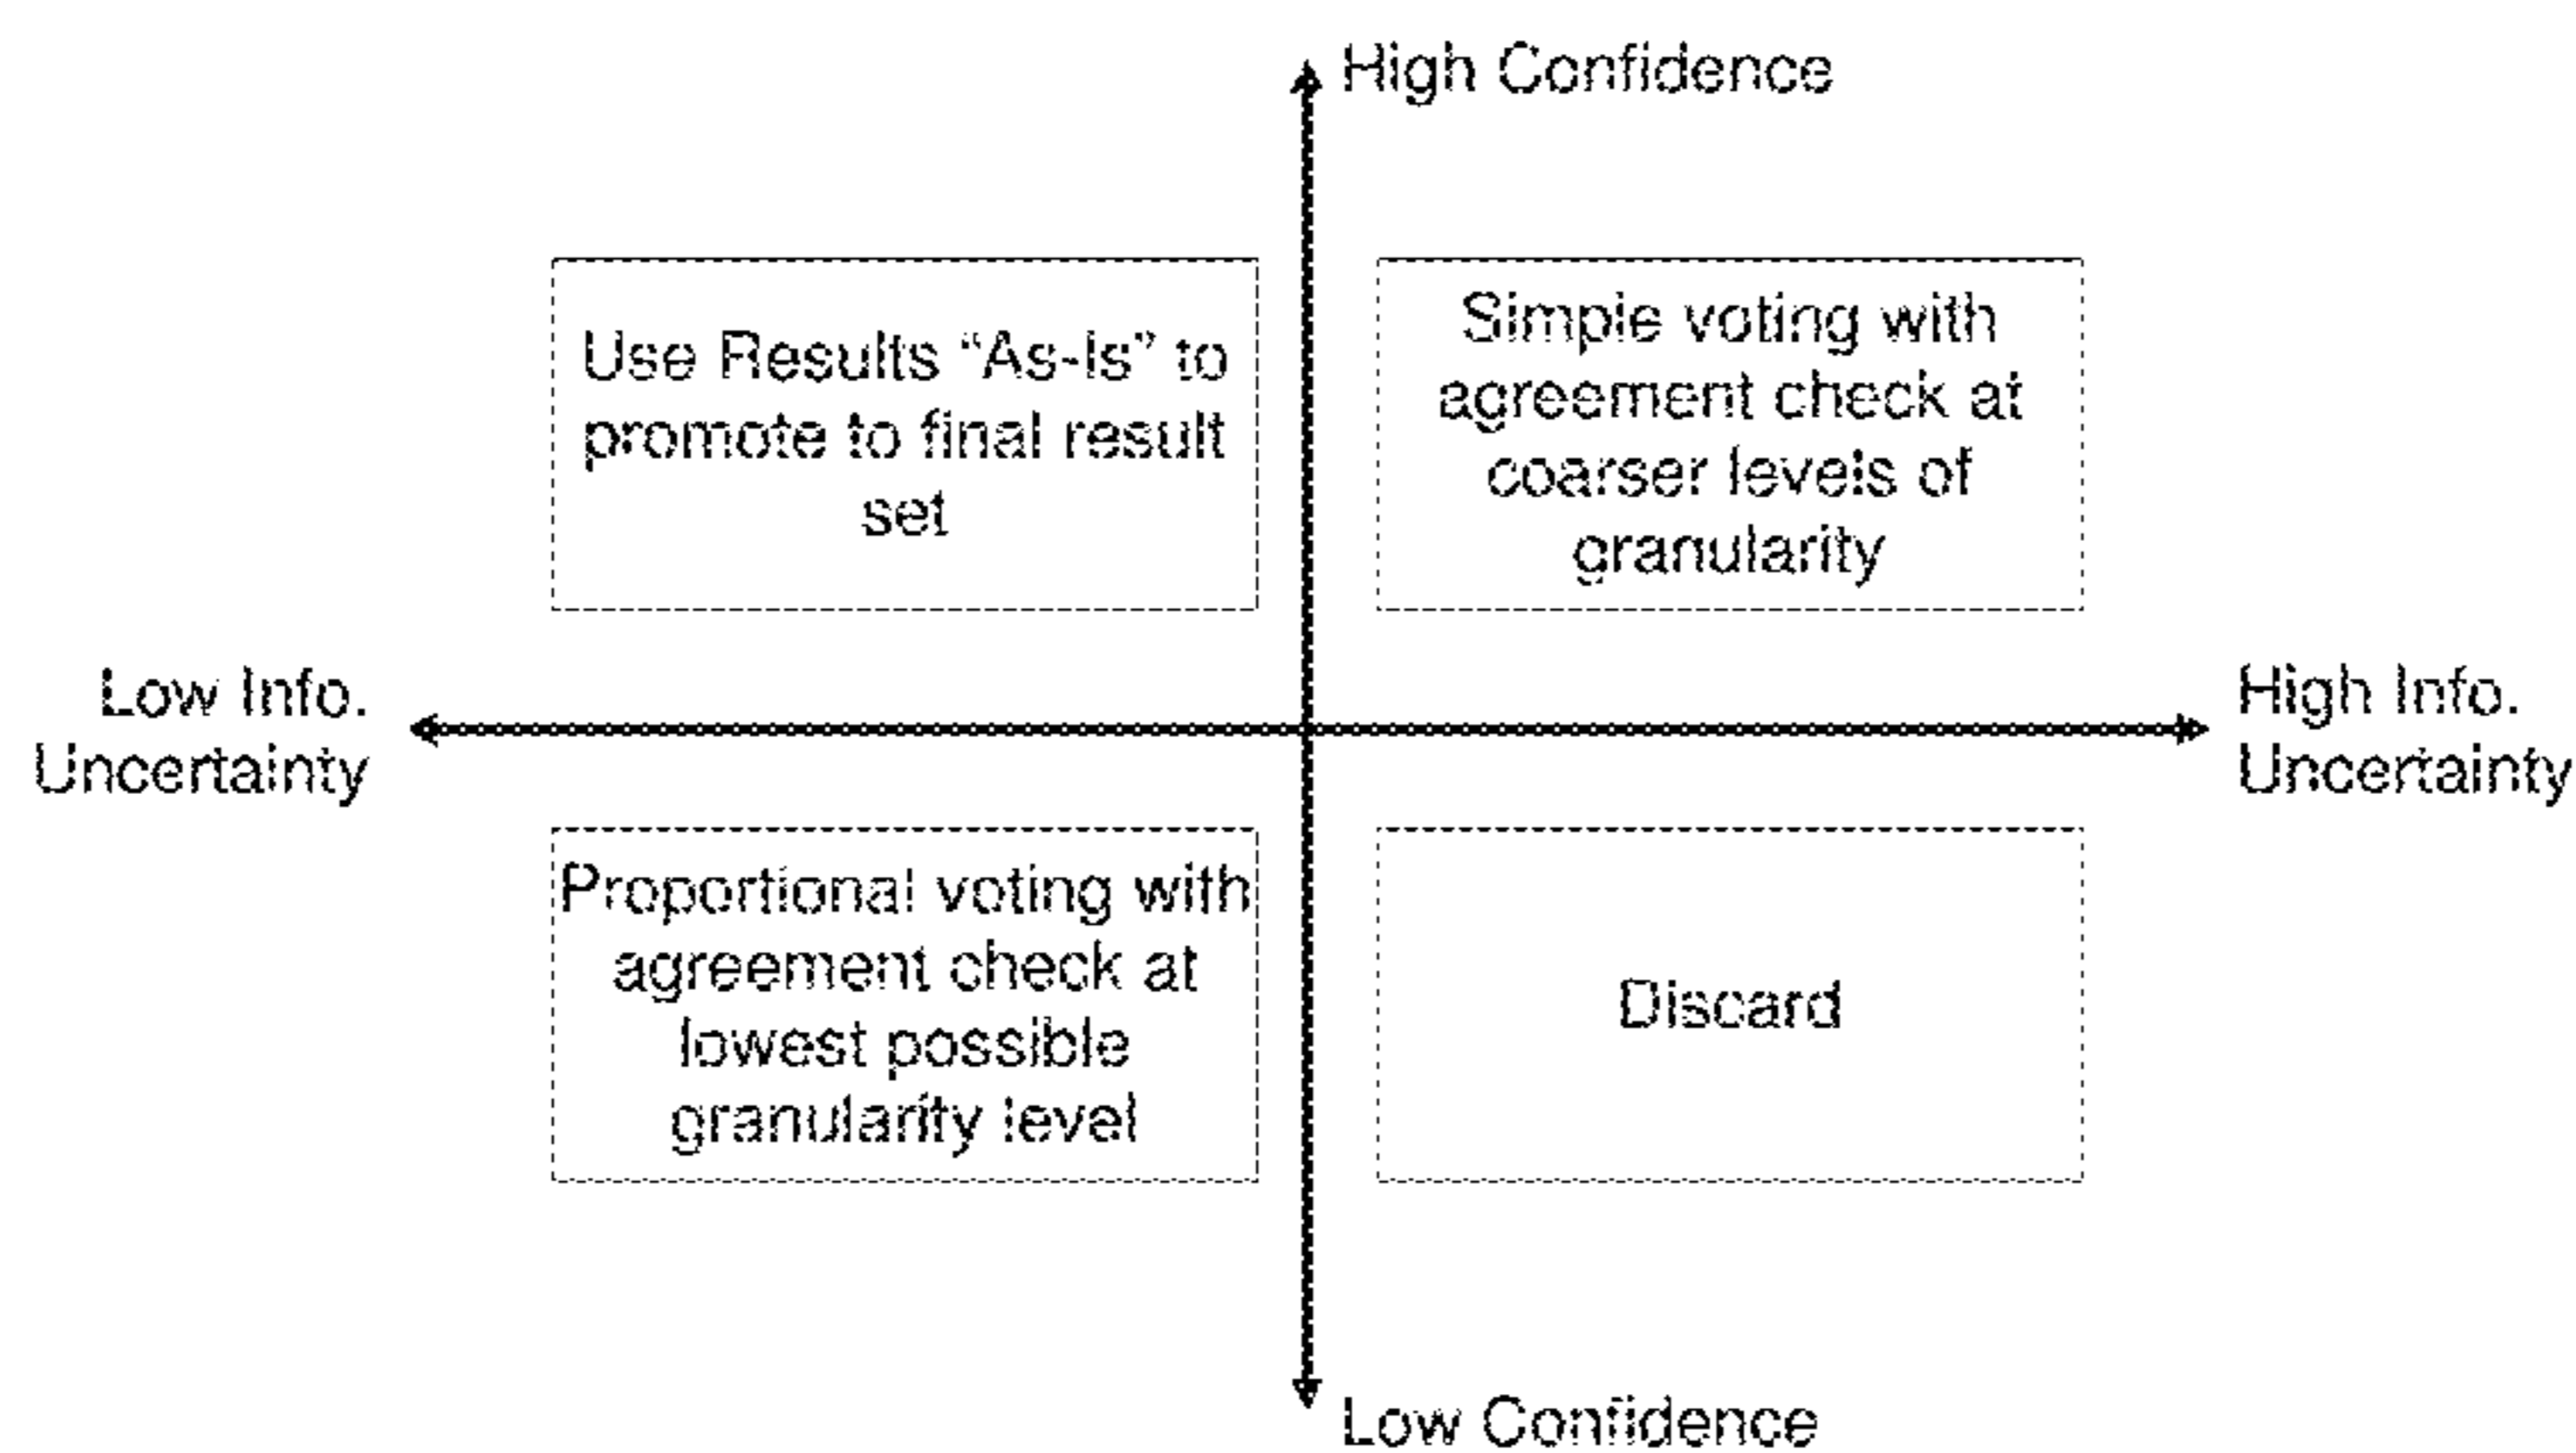 High Confidence
Use Results “As-Is” to
promote to final result
set
Simple voting with
agreement check at
coarser levels of
granularity
Low Info.
Uncertainty
High Info.
Uncertainty
Proportional voting with
agreement check at
lowest possible
granularity level
Discard
Low Confidence